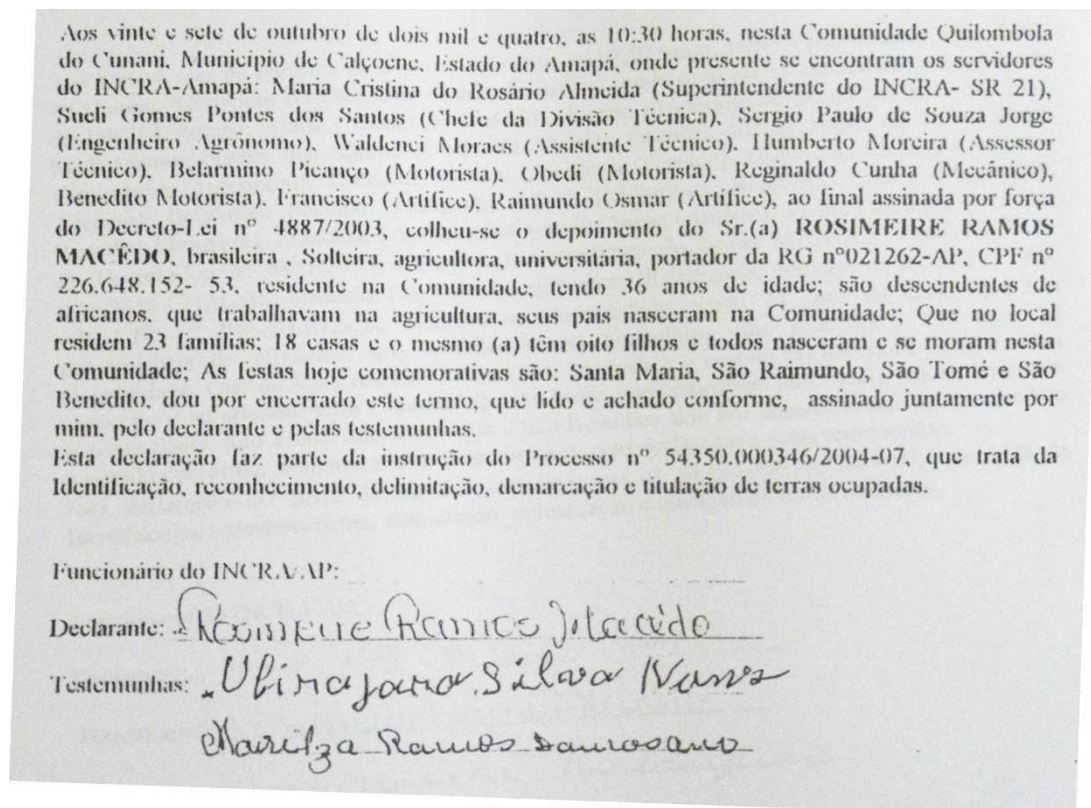 Aos vinte e sete de outubro de dois mil e quatro, as 10:30 horas, nesta Comunidade Quilombola
do Cunani, Município de Calçoene, Estado do Amapá, onde presente se encontram os servidores
do INCRA-Amapá: Maria Cristina do Rosário Almeida (Superintendente do INCRA- SR 21),
Sueli Gomes Pontes dos Santos (Chefe da Divisão Técnica), Sergio Paulo de Souza Jorge
(Engenheiro Agrônomo), Waldenei Moraes (Assistente Técnico), Humberto Moreira (Assessor
Técnico), Belarmino Picanço (Motorista), Obedi (Motorista), Reginaldo Cunha (Mecânico),
Benedito Motorista), Francisco (Artífice), Raimundo Osmar (Artífice), ao final assinada por força
do Decreto-Lei nº 4887/2003, colheu-se o depoimento do Sr.(a) ROSIMEIRE RAMOS
MACÊDO, brasileira , Solteira, agricultora, universitária, portador da RG nº021262-AP, CPF nº
226.648.152- 53, residente na Comunidade, tendo 36 anos de idade; são descendentes de
africanos, que trabalhavam na agricultura, seus pais nasceram na Comunidade; Que no local
residem 23 famílias; 18 casas e o mesmo (a) têm oito filhos e todos nasceram e se moram nesta
Comunidade; As festas hoje comemorativas são: Santa Maria, São Raimundo, São Tomé e São
Benedito, dou por encerrado este termo, que lido e achado conforme, assinado juntamente por
mim, pelo declarante e pelas testemunhas.
Esta declaração faz parte da instrução do Processo nº 54350.000346/2004-07, que trata da
Identificação, reconhecimento, delimitação, demarcação e titulação de terras ocupadas.
Funcionário do INCRA/AP:
Declarante: Ramos Macêdo
Testemunhas: Ubirajara Silva
Marilza Ramos